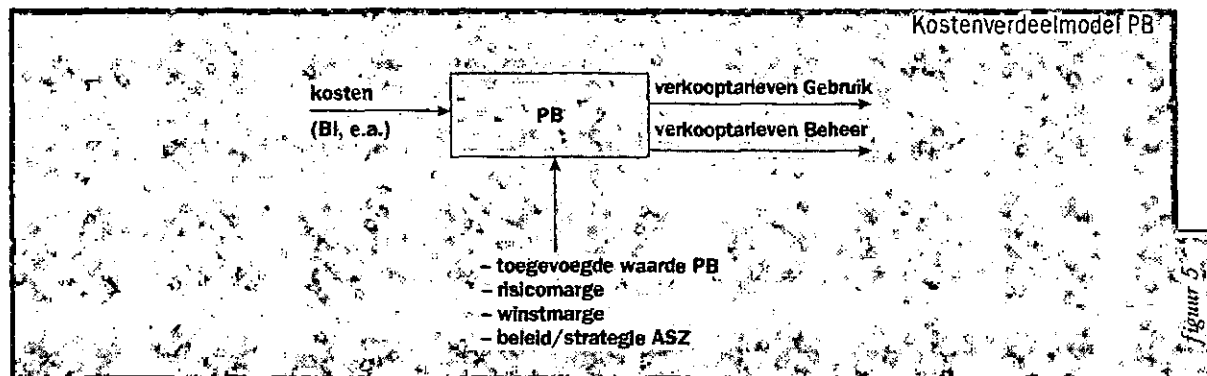 Kostenverdeelmodel PB
kosten
(BI, e.a.)
PB
verkooptarieven Gebruik
verkooptarieven Beheer
– toegevoegde waarde PB
– risicomarge
– winstmarge
– beleid/strategie ASZ
figuur 5